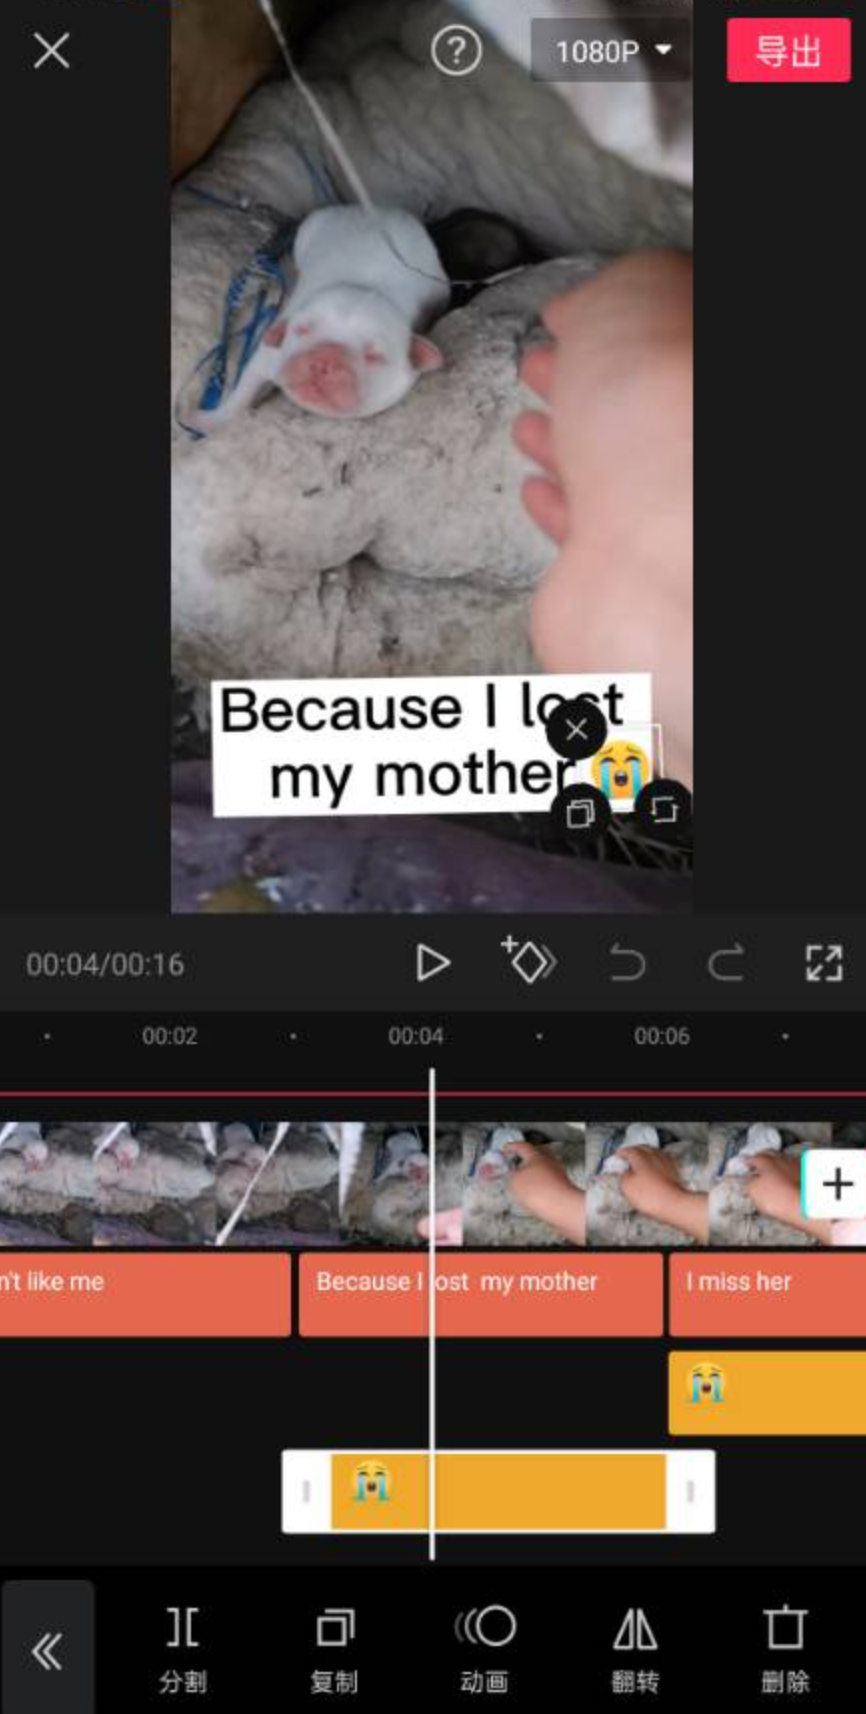 1080P
导出
Because I lost
my mother
00:04/00:16
00:02
00:04
00:06
n't like me
Because I lost  my mother
I miss her
分割
复制
动画
翻转
删除